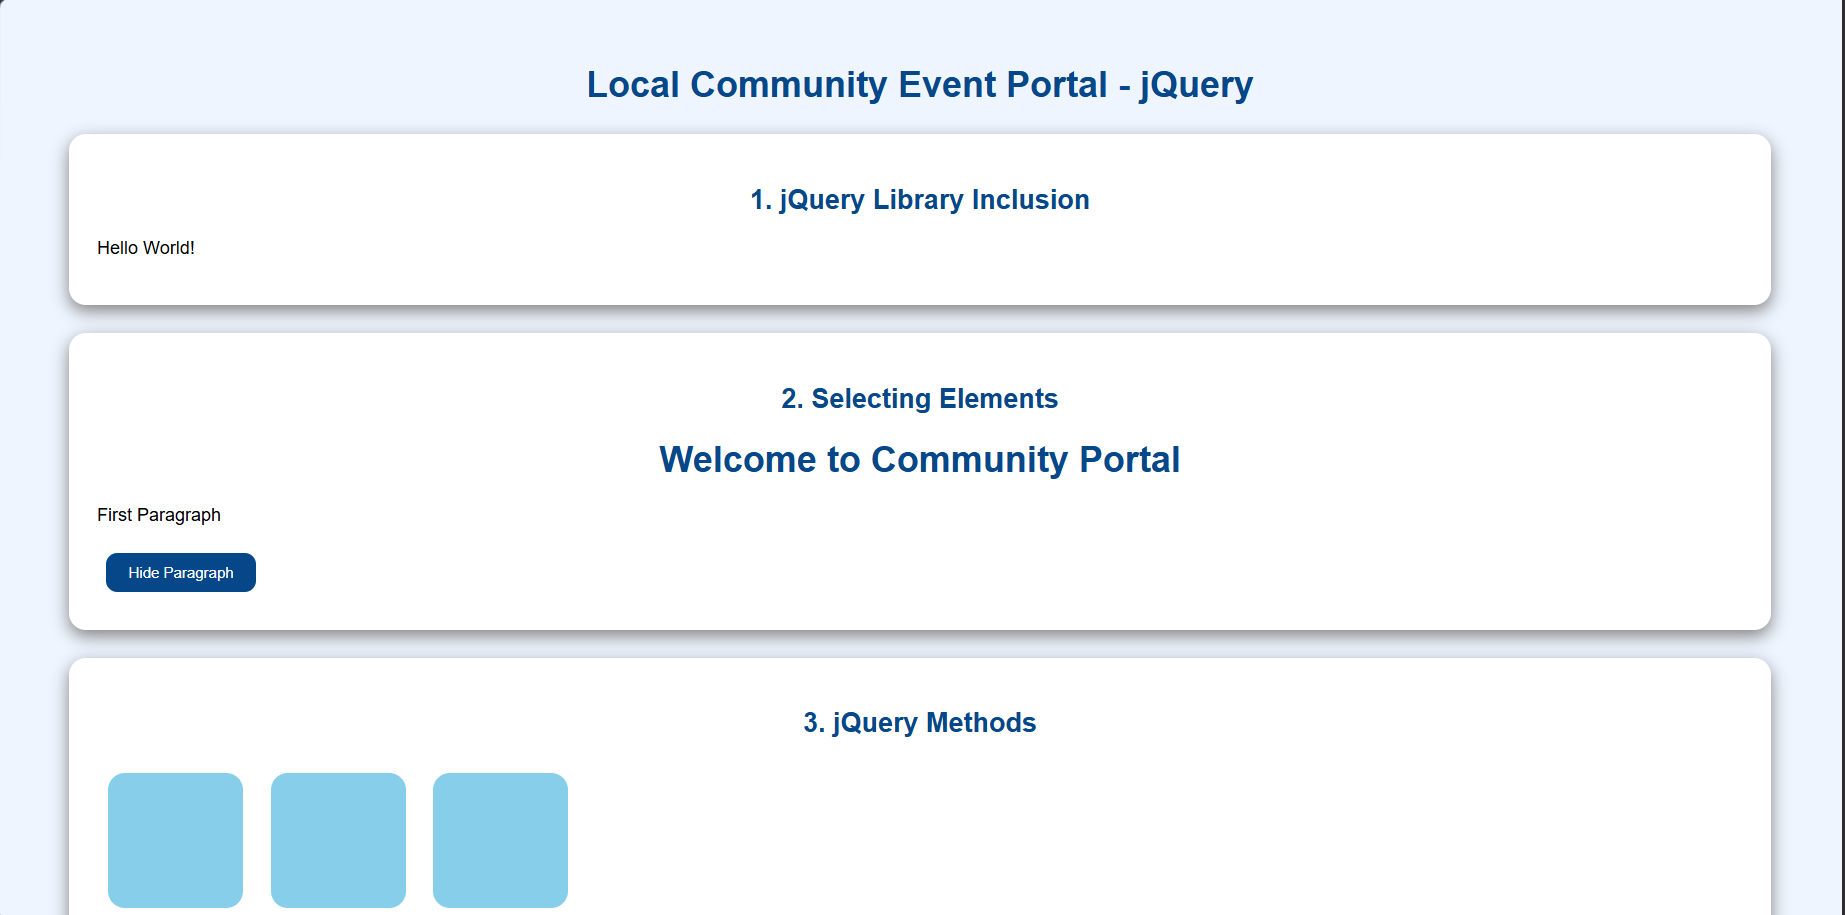 Local Community Event Portal - jQuery
1. jQuery Library Inclusion
Hello World!
2. Selecting Elements
Welcome to Community Portal
First Paragraph
Hide Paragraph
3. jQuery Methods